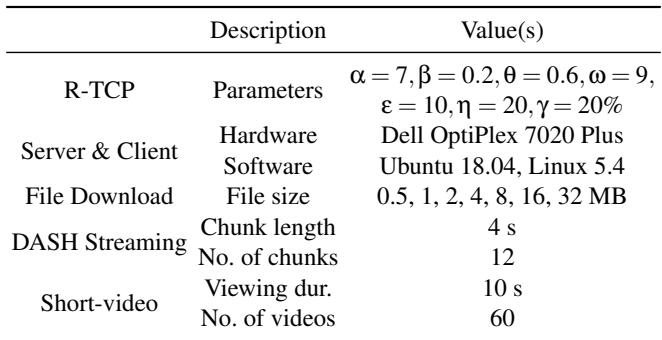 Description Value(s)
R-TCP Parameters α = 7, β = 0.2, θ = 0.6, ω = 9,
ε = 10, η = 20, γ = 20%
Server & Client Hardware Dell OptiPlex 7020 Plus
Software Ubuntu 18.04, Linux 5.4
File Download File size 0.5, 1, 2, 4, 8, 16, 32 MB
DASH Streaming Chunk length 4 s
No. of chunks 12
Short-video Viewing dur. 10 s
No. of videos 60